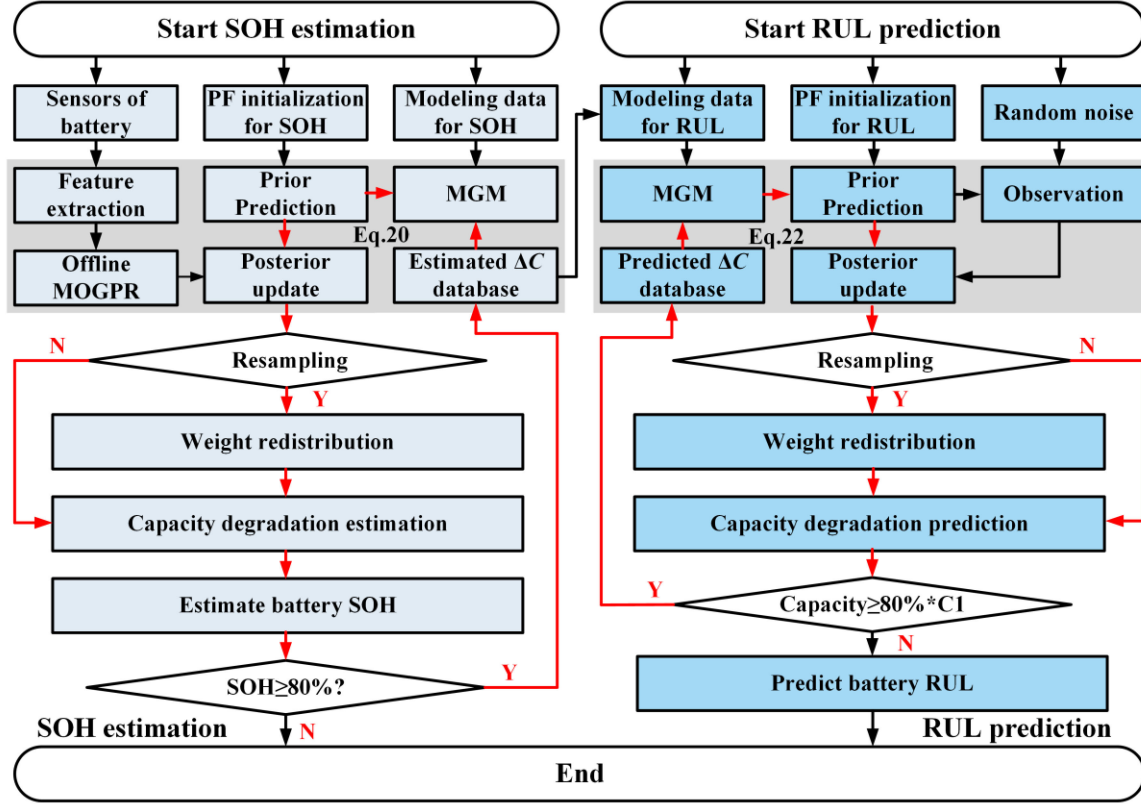 Start SOH estimation
Start RUL prediction
Sensors of
battery
PF initialization
for SOH
Modeling data
for SOH
Modeling data
for RUL
PF initialization
for RUL
Random noise
Feature
extraction
Prior
Prediction
MGM
MGM
Prior
Prediction
Observation
Eq.20
Eq.22
Offline
MOGPR
Posterior
update
Estimated ΔC
database
Predicted ΔC
database
Posterior
update
N
Resampling
Y
Resampling
N
Y
Weight redistribution
Weight redistribution
Capacity degradation estimation
Capacity degradation prediction
Estimate battery SOH
Y
Capacity≥80%*C1
N
SOH≥80%?
Y
Predict battery RUL
SOH estimation
N
RUL prediction
End